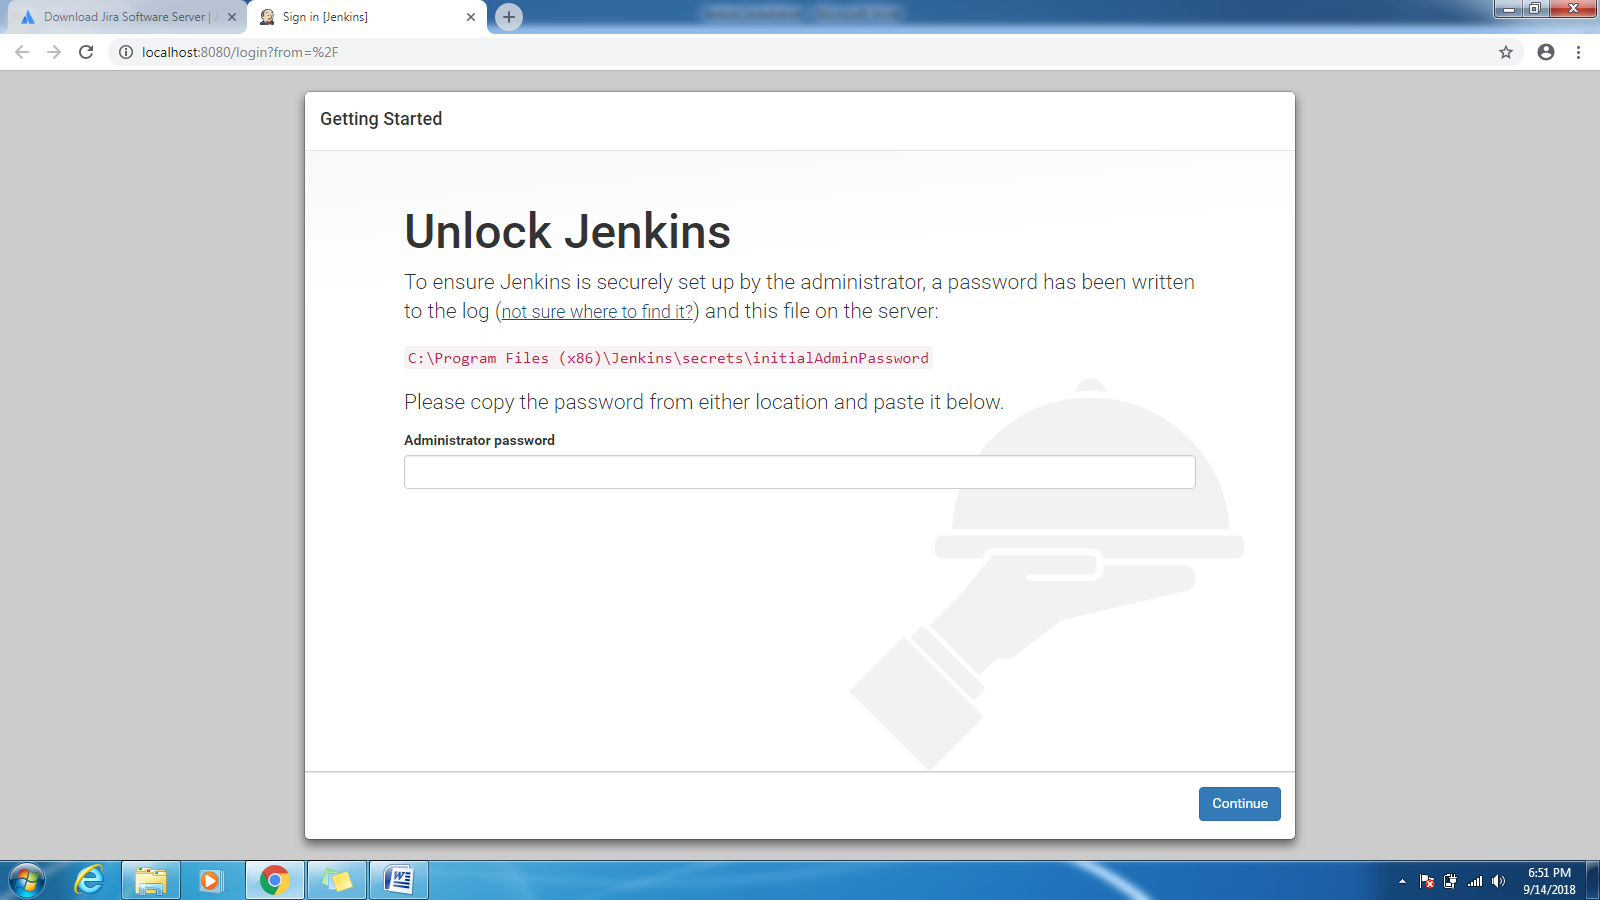 Download Jira Software Server |
Sign in [Jenkins]
localhost:8080/login?from=%2F
Getting Started
Unlock Jenkins
To ensure Jenkins is securely set up by the administrator, a password has been written
to the log (not sure where to find it?) and this file on the server:
C:\Program Files (x86)\Jenkins\secrets\initialAdminPassword
Please copy the password from either location and paste it below.
Administrator password
Continue
6:51 PM
9/14/2018